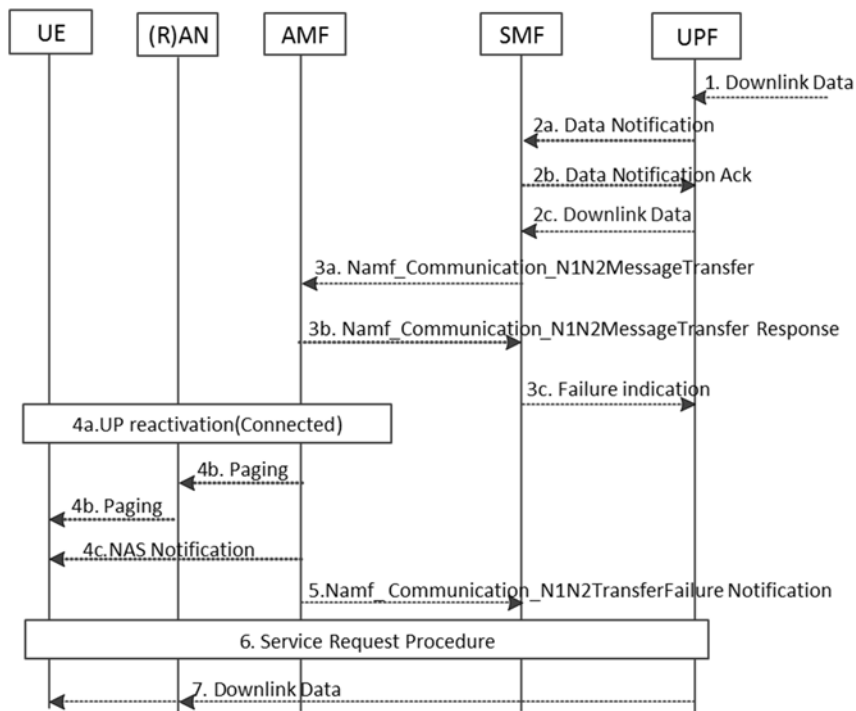 UE
(R)AN
AMF
SMF
UPF
1. Downlink Data
2a. Data Notification
2b. Data Notification Ack
2c. Downlink Data
3a. Namf_Communication_N1N2MessageTransfer
3b. Namf_Communication_N1N2MessageTransfer Response
3c. Failure indication
4a.UP reactivation(Connected)
4b. Paging
4b. Paging
4c.NAS Notification
5.Namf_Communication_N1N2TransferFailure Notification
6. Service Request Procedure
7. Downlink Data